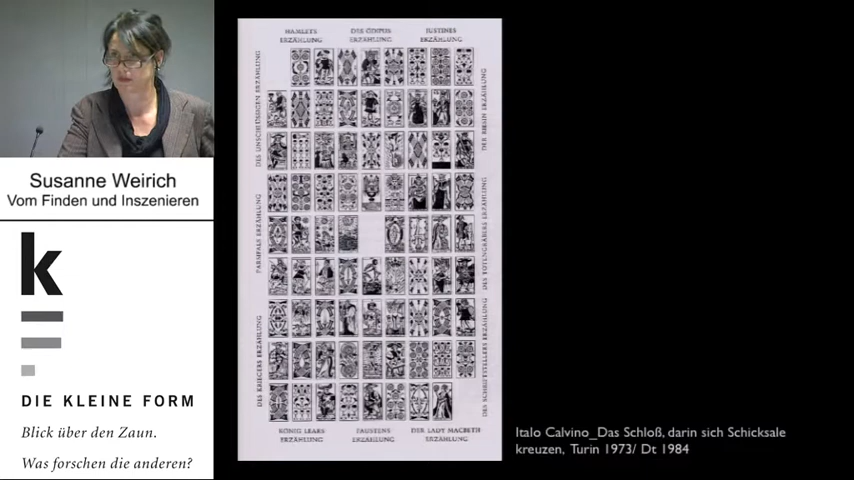 Susanne Weirich
Vom Finden und Inszenieren
k
DIE KLEINE FORM
Blick über den Zaun.
Was forschen die anderen?
HAMLETS
ERZÄHLUNG
DES ÖDIPUS
ERZÄHLUNG
JUSTINES
ERZÄHLUNG
DES UNSCHLÜSSIGEN ERZÄHLUNG
PARSIFALS ERZÄHLUNG
DES KRIEGERS ERZÄHLUNG
DER RIESIN ERZÄHLUNG
DES TOTENGRÄBERS ERZÄHLUNG
DES SCHRIFTSTELLERS ERZÄHLUNG
KÖNIG LEARS
ERZÄHLUNG
FAUSTENS
ERZÄHLUNG
DER LADY MACBETH
ERZÄHLUNG
Italo Calvino_Das Schloß, darin sich Schicksale
kreuzen, Turin 1973/ Dt 1984